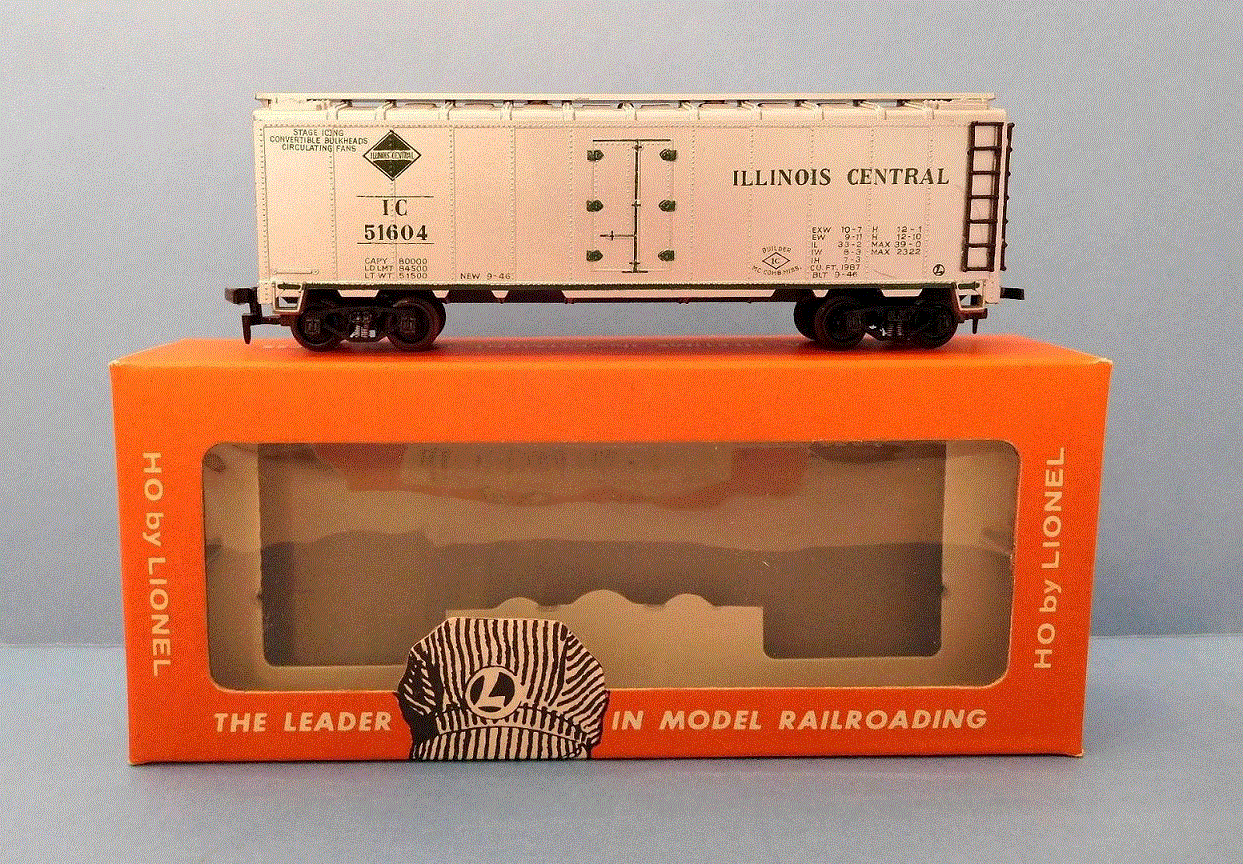 STAGE ICING
CONVERTIBLE BULKHEADS
CIRCULATING FANS
ILLINOIS CENTRAL
IC
51604
CAPY 80000
LD LMT 84500
LT WT 51500
NEW 9-46
ILLINOIS CENTRAL
BUILDER
IC
MC COMB MISS.
EXW 10-7 H 12-1
EW 9-11 H 12-10
IL 33-2 MAX 39-0
IW 8-3 MAX 2322
IH 7-3
CU. FT. 1987
BLT 9-46
L
HO by LIONEL
HO by LIONEL
L
THE LEADER IN MODEL RAILROADING